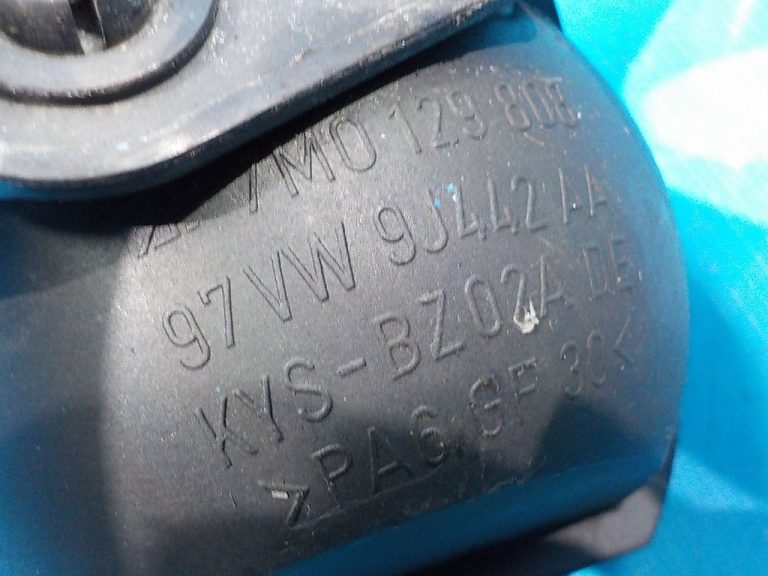 7M0 129 808
97VW 9J442 AA
KYS-BZ02A DE
>PA6 GF 30<